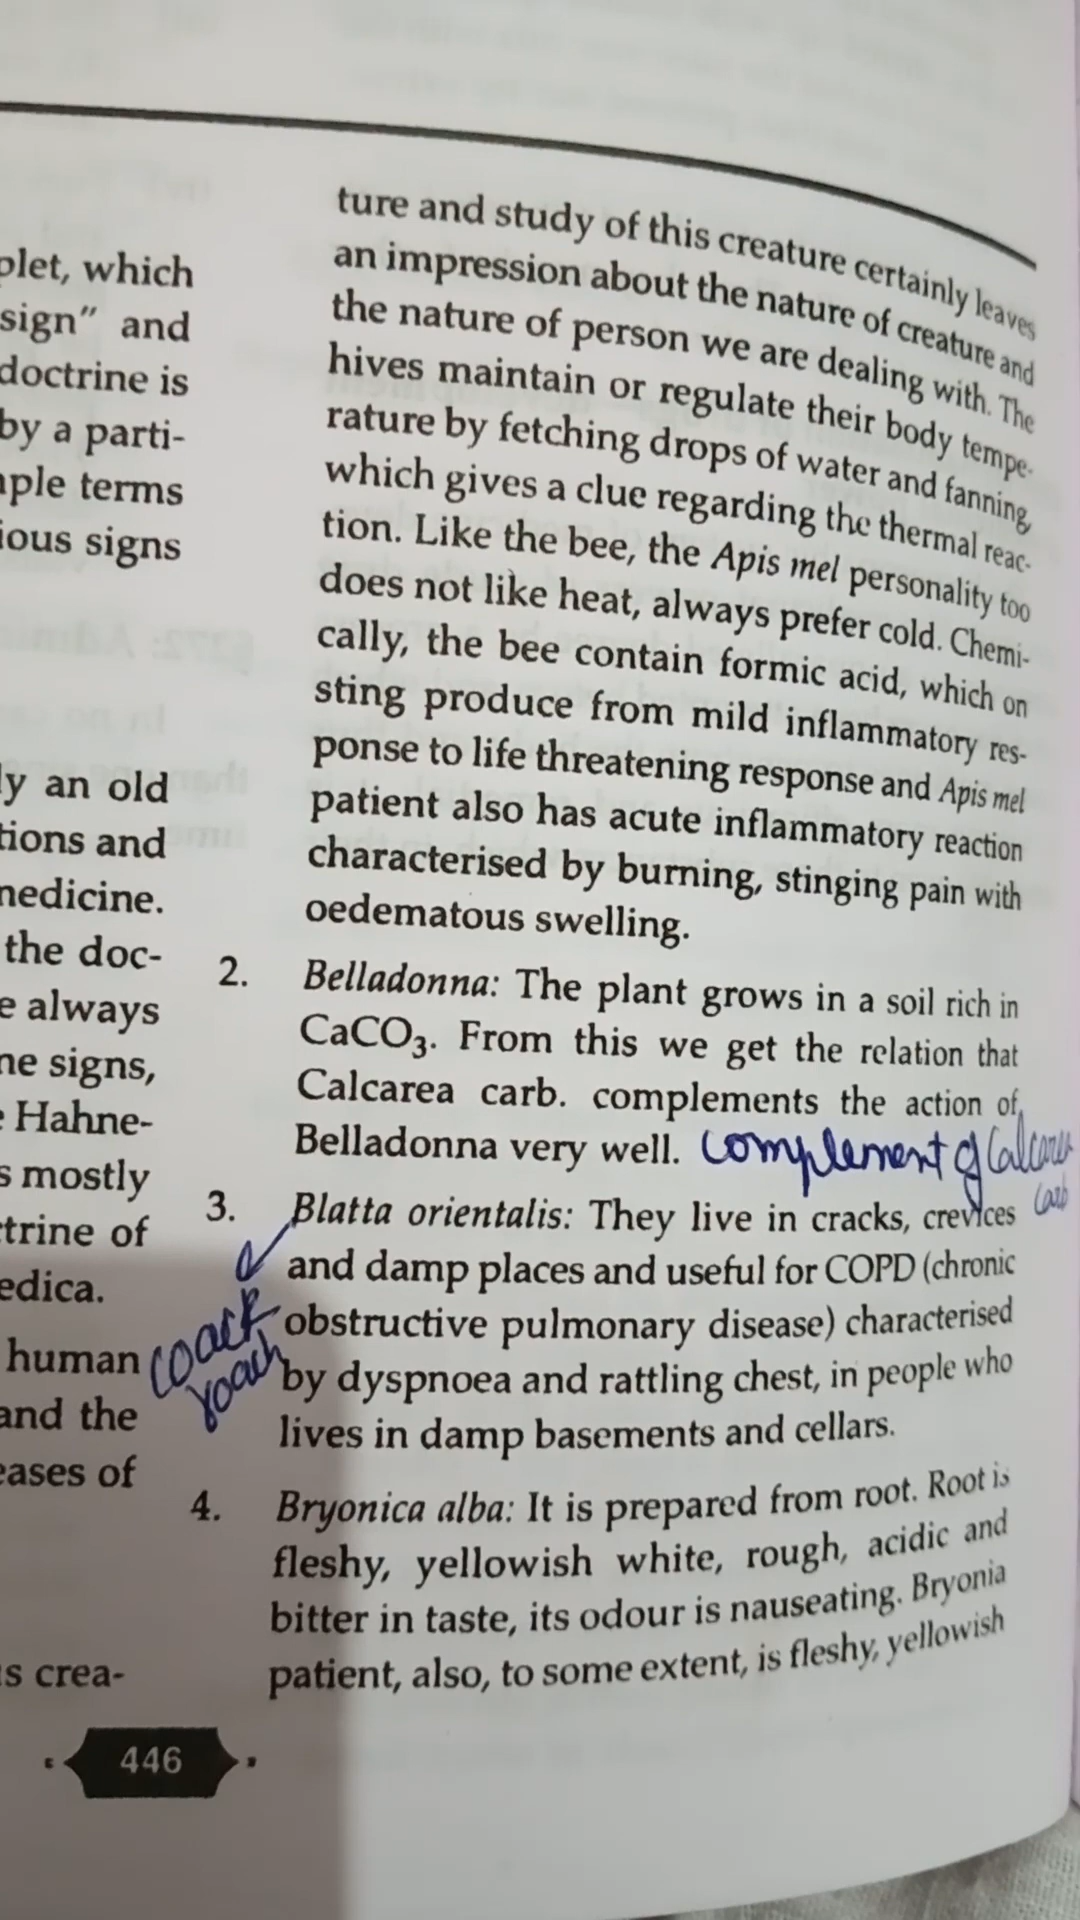 plet, which
sign" and
doctrine is
by a parti-
ple terms
ious signs
ly an old
tions and
medicine.
the doc-
e always
ne signs,
Hahne-
s mostly
trine of
edica.
human
and the
eases of
s crea-
ture and study of this creature certainly leaves
an impression about the nature of creature and
the nature of person we are dealing with. The
hives maintain or regulate their body tempe-
rature by fetching drops of water and fanning,
which gives a clue regarding the thermal reac-
tion. Like the bee, the Apis mel personality too
does not like heat, always prefer cold. Chemi-
cally, the bee contain formic acid, which on
sting produce from mild inflammatory res-
ponse to life threatening response and Apis mel
patient also has acute inflammatory reaction
characterised by burning, stinging pain with
oedematous swelling.
2. Belladonna: The plant grows in a soil rich in
CaCO₃. From this we get the relation that
Calcarea carb. complements the action of
Belladonna very well. complement of Calcarea
carb
3. Blatta orientalis: They live in cracks, crevices
and damp places and useful for COPD (chronic
obstructive pulmonary disease) characterised
by dyspnoea and rattling chest, in people who
lives in damp basements and cellars.
coack
roach
4. Bryonica alba: It is prepared from root. Root is
fleshy, yellowish white, rough, acidic and
bitter in taste, its odour is nauseating. Bryonia
patient, also, to some extent, is fleshy, yellowish
446